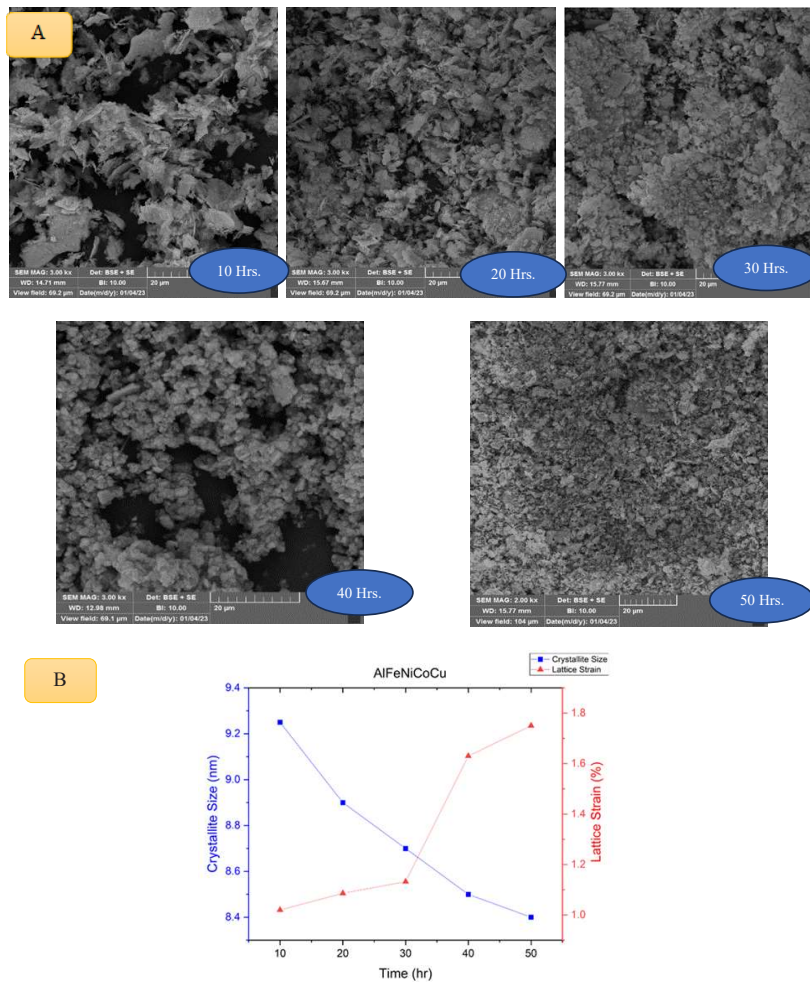 A
SEM MAG: 3.00 kx Det: BSE + SE
WD: 14.71 mm BI: 10.00 20 µm
View field: 69.2 µm Date(m/d/y): 01/04/23
10 Hrs.
SEM MAG: 3.00 kx Det: BSE + SE
WD: 15.67 mm BI: 10.00 20 µm
View field: 69.2 µm Date(m/d/y): 01/04/23
20 Hrs.
SEM MAG: 3.00 kx Det: BSE + SE
WD: 15.77 mm BI: 10.00 20 µm
View field: 69.2 µm Date(m/d/y): 01/04/23
30 Hrs.
SEM MAG: 3.00 kx Det: BSE + SE
WD: 12.98 mm BI: 10.00 20 µm
View field: 69.1 µm Date(m/d/y): 01/04/23
40 Hrs.
SEM MAG: 2.00 kx Det: BSE + SE
WD: 15.77 mm BI: 10.00 20 µm
View field: 104 µm Date(m/d/y): 01/04/23
50 Hrs.
B
AlFeNiCoCu
Crystallite Size
Lattice Strain
Crystallite Size (nm)
9.4
9.2
9.0
8.8
8.6
8.4
1.8
1.6
1.4
1.2
1.0
Lattice Strain (%)
10 20 30 40 50
Time (hr)